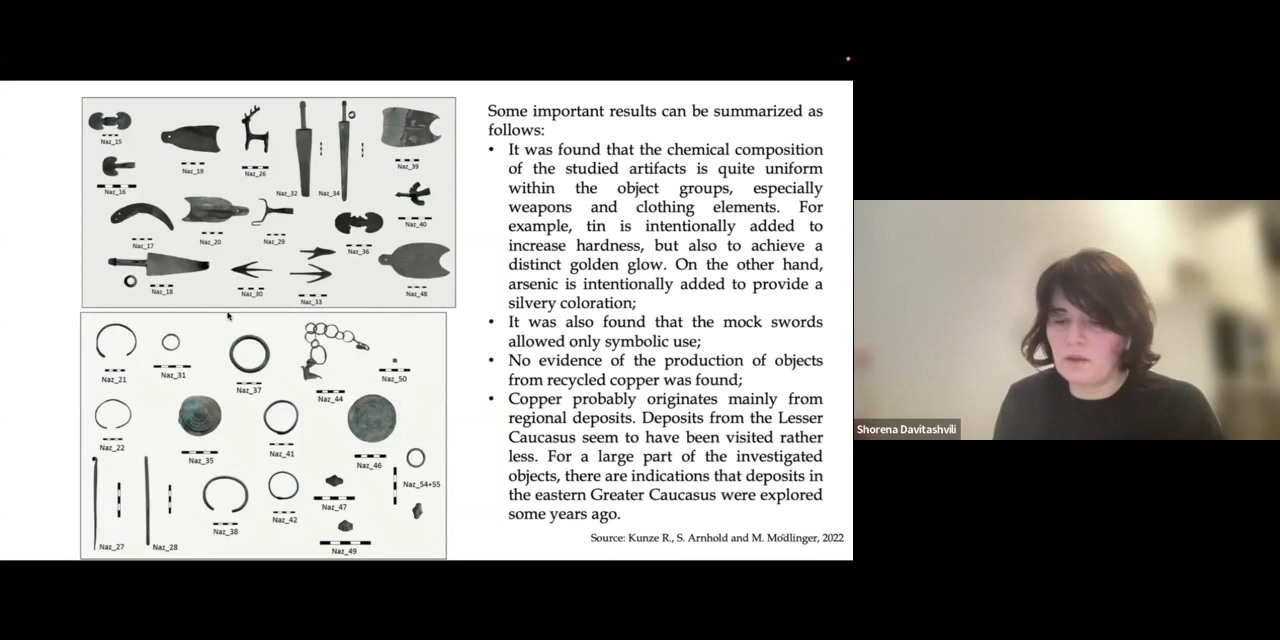 Naz_15
Naz_16
Naz_19
Naz_26
Naz_32
Naz_34
Naz_39
Naz_40
Naz_17
Naz_20
Naz_29
Naz_36
Naz_18
Naz_30
Naz_33
Naz_48
Naz_21
Naz_31
Naz_37
Naz_44
Naz_50
Naz_22
Naz_35
Naz_41
Naz_46
Naz_54+55
Naz_27
Naz_28
Naz_38
Naz_42
Naz_47
Naz_49
Some important results can be summarized as
follows:
• It was found that the chemical composition
of the studied artifacts is quite uniform
within the object groups, especially
weapons and clothing elements. For
example, tin is intentionally added to
increase hardness, but also to achieve a
distinct golden glow. On the other hand,
arsenic is intentionally added to provide a
silvery coloration;
• It was also found that the mock swords
allowed only symbolic use;
• No evidence of the production of objects
from recycled copper was found;
• Copper probably originates mainly from
regional deposits. Deposits from the Lesser
Caucasus seem to have been visited rather
less. For a large part of the investigated
objects, there are indications that deposits in
the eastern Greater Caucasus were explored
some years ago.
Source: Kunze R., S. Arnhold and M. Mödlinger, 2022
Shorena Davitashvili